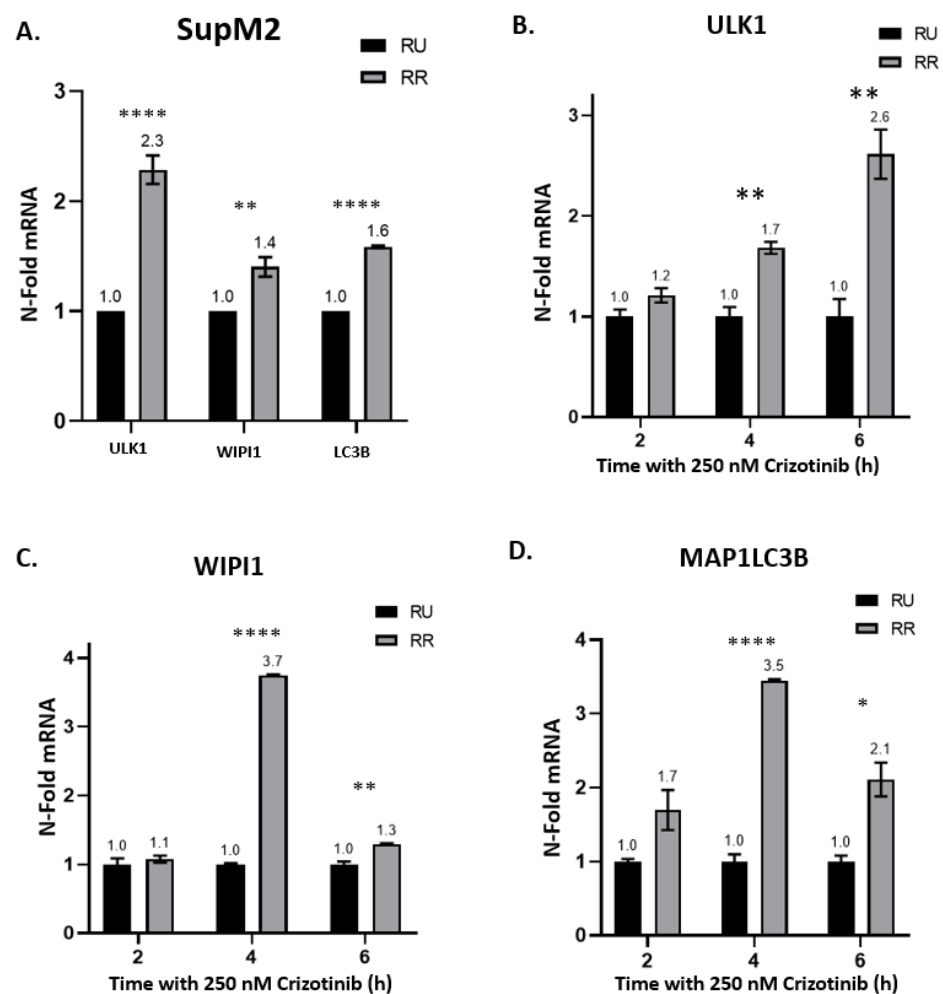 A.
SupM2
RU
RR
N-Fold mRNA
3
2
1
0
****
2.3
1.0
**
1.4
1.0
****
1.6
1.0
ULK1 WIPI1 LC3B
B.
ULK1
RU
RR
N-Fold mRNA
3
2
1
0
1.0
1.2
**
1.0
1.7
**
1.0
2.6
2 4 6
Time with 250 nM Crizotinib (h)
C.
WIPI1
RU
RR
N-Fold mRNA
4
3
2
1
0
1.0
1.1
****
1.0
3.7
**
1.0
1.3
2 4 6
Time with 250 nM Crizotinib (h)
D.
MAP1LC3B
RU
RR
N-Fold mRNA
4
3
2
1
0
1.0
1.7
****
1.0
3.5
*
1.0
2.1
2 4 6
Time with 250 nM Crizotinib (h)